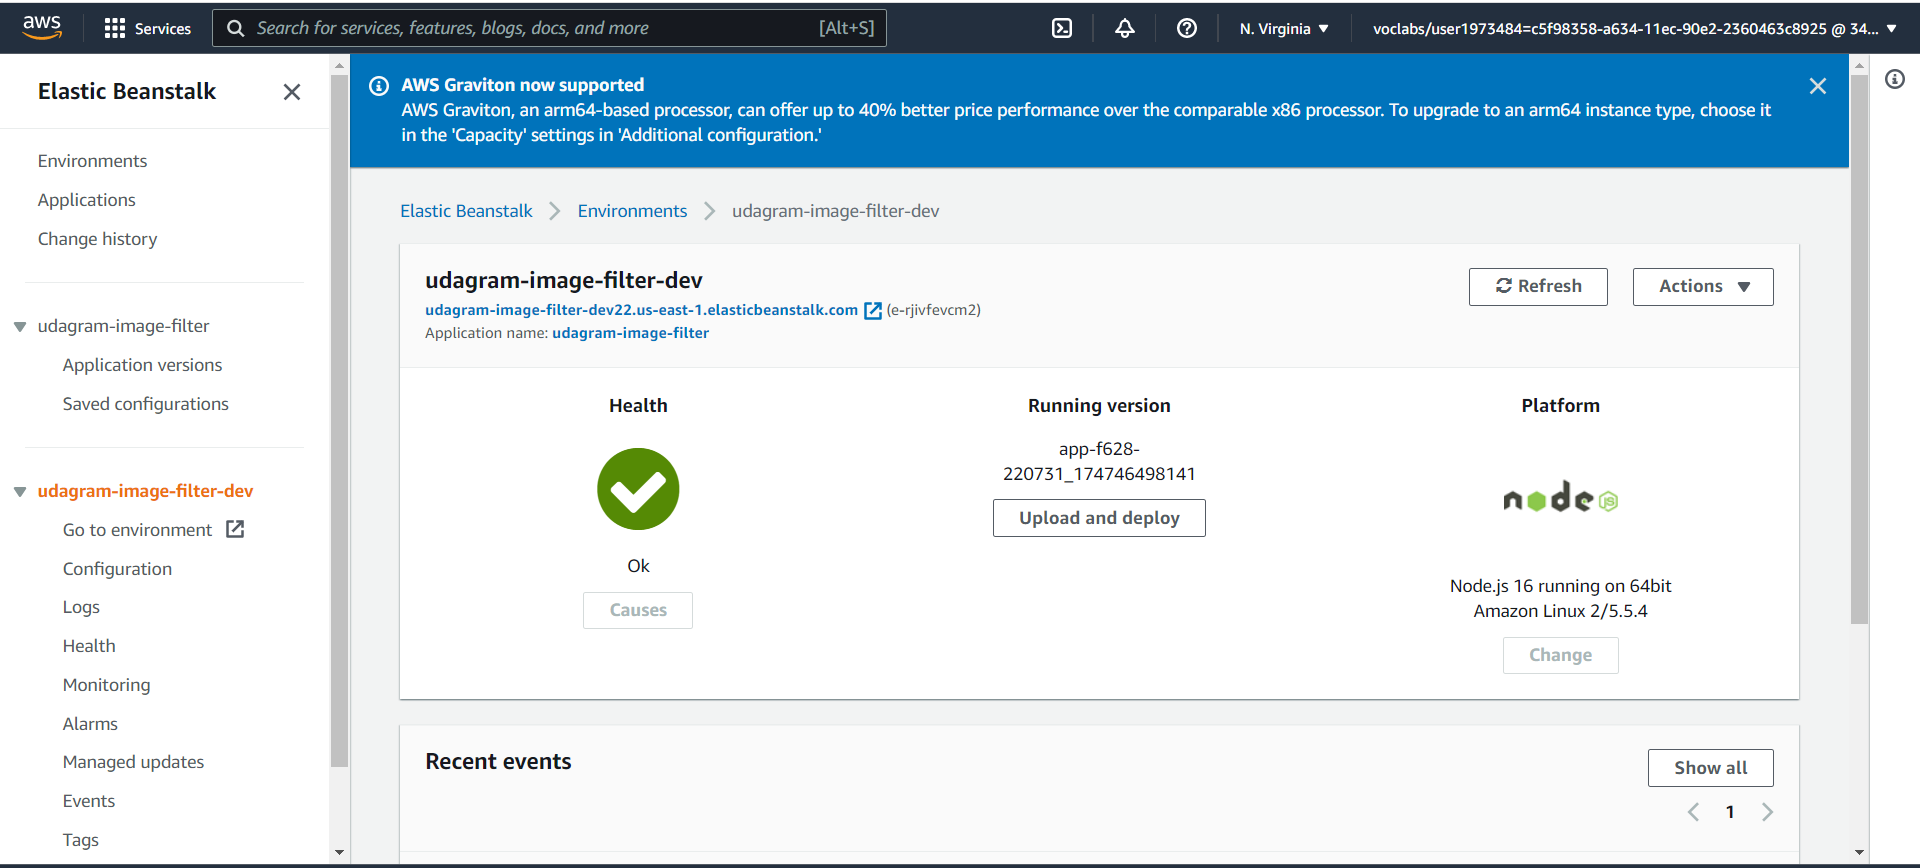 aws
Services
Search for services, features, blogs, docs, and more
[Alt+S]
N. Virginia
voclabs/user1973484=c5f98358-a634-11ec-90e2-2360463c8925 @ 34...
Elastic Beanstalk
Environments
Applications
Change history
udagram-image-filter
Application versions
Saved configurations
udagram-image-filter-dev
Go to environment
Configuration
Logs
Health
Monitoring
Alarms
Managed updates
Events
Tags
AWS Graviton now supported
AWS Graviton, an arm64-based processor, can offer up to 40% better price performance over the comparable x86 processor. To upgrade to an arm64 instance type, choose it
in the 'Capacity' settings in 'Additional configuration.'
Elastic Beanstalk
Environments
udagram-image-filter-dev
udagram-image-filter-dev
udagram-image-filter-dev22.us-east-1.elasticbeanstalk.com (e-rjivfevcm2)
Application name: udagram-image-filter
Refresh
Actions
Health
Ok
Causes
Running version
app-f628-
220731_174746498141
Upload and deploy
Platform
node JS
Node.js 16 running on 64bit
Amazon Linux 2/5.5.4
Change
Recent events
Show all
1